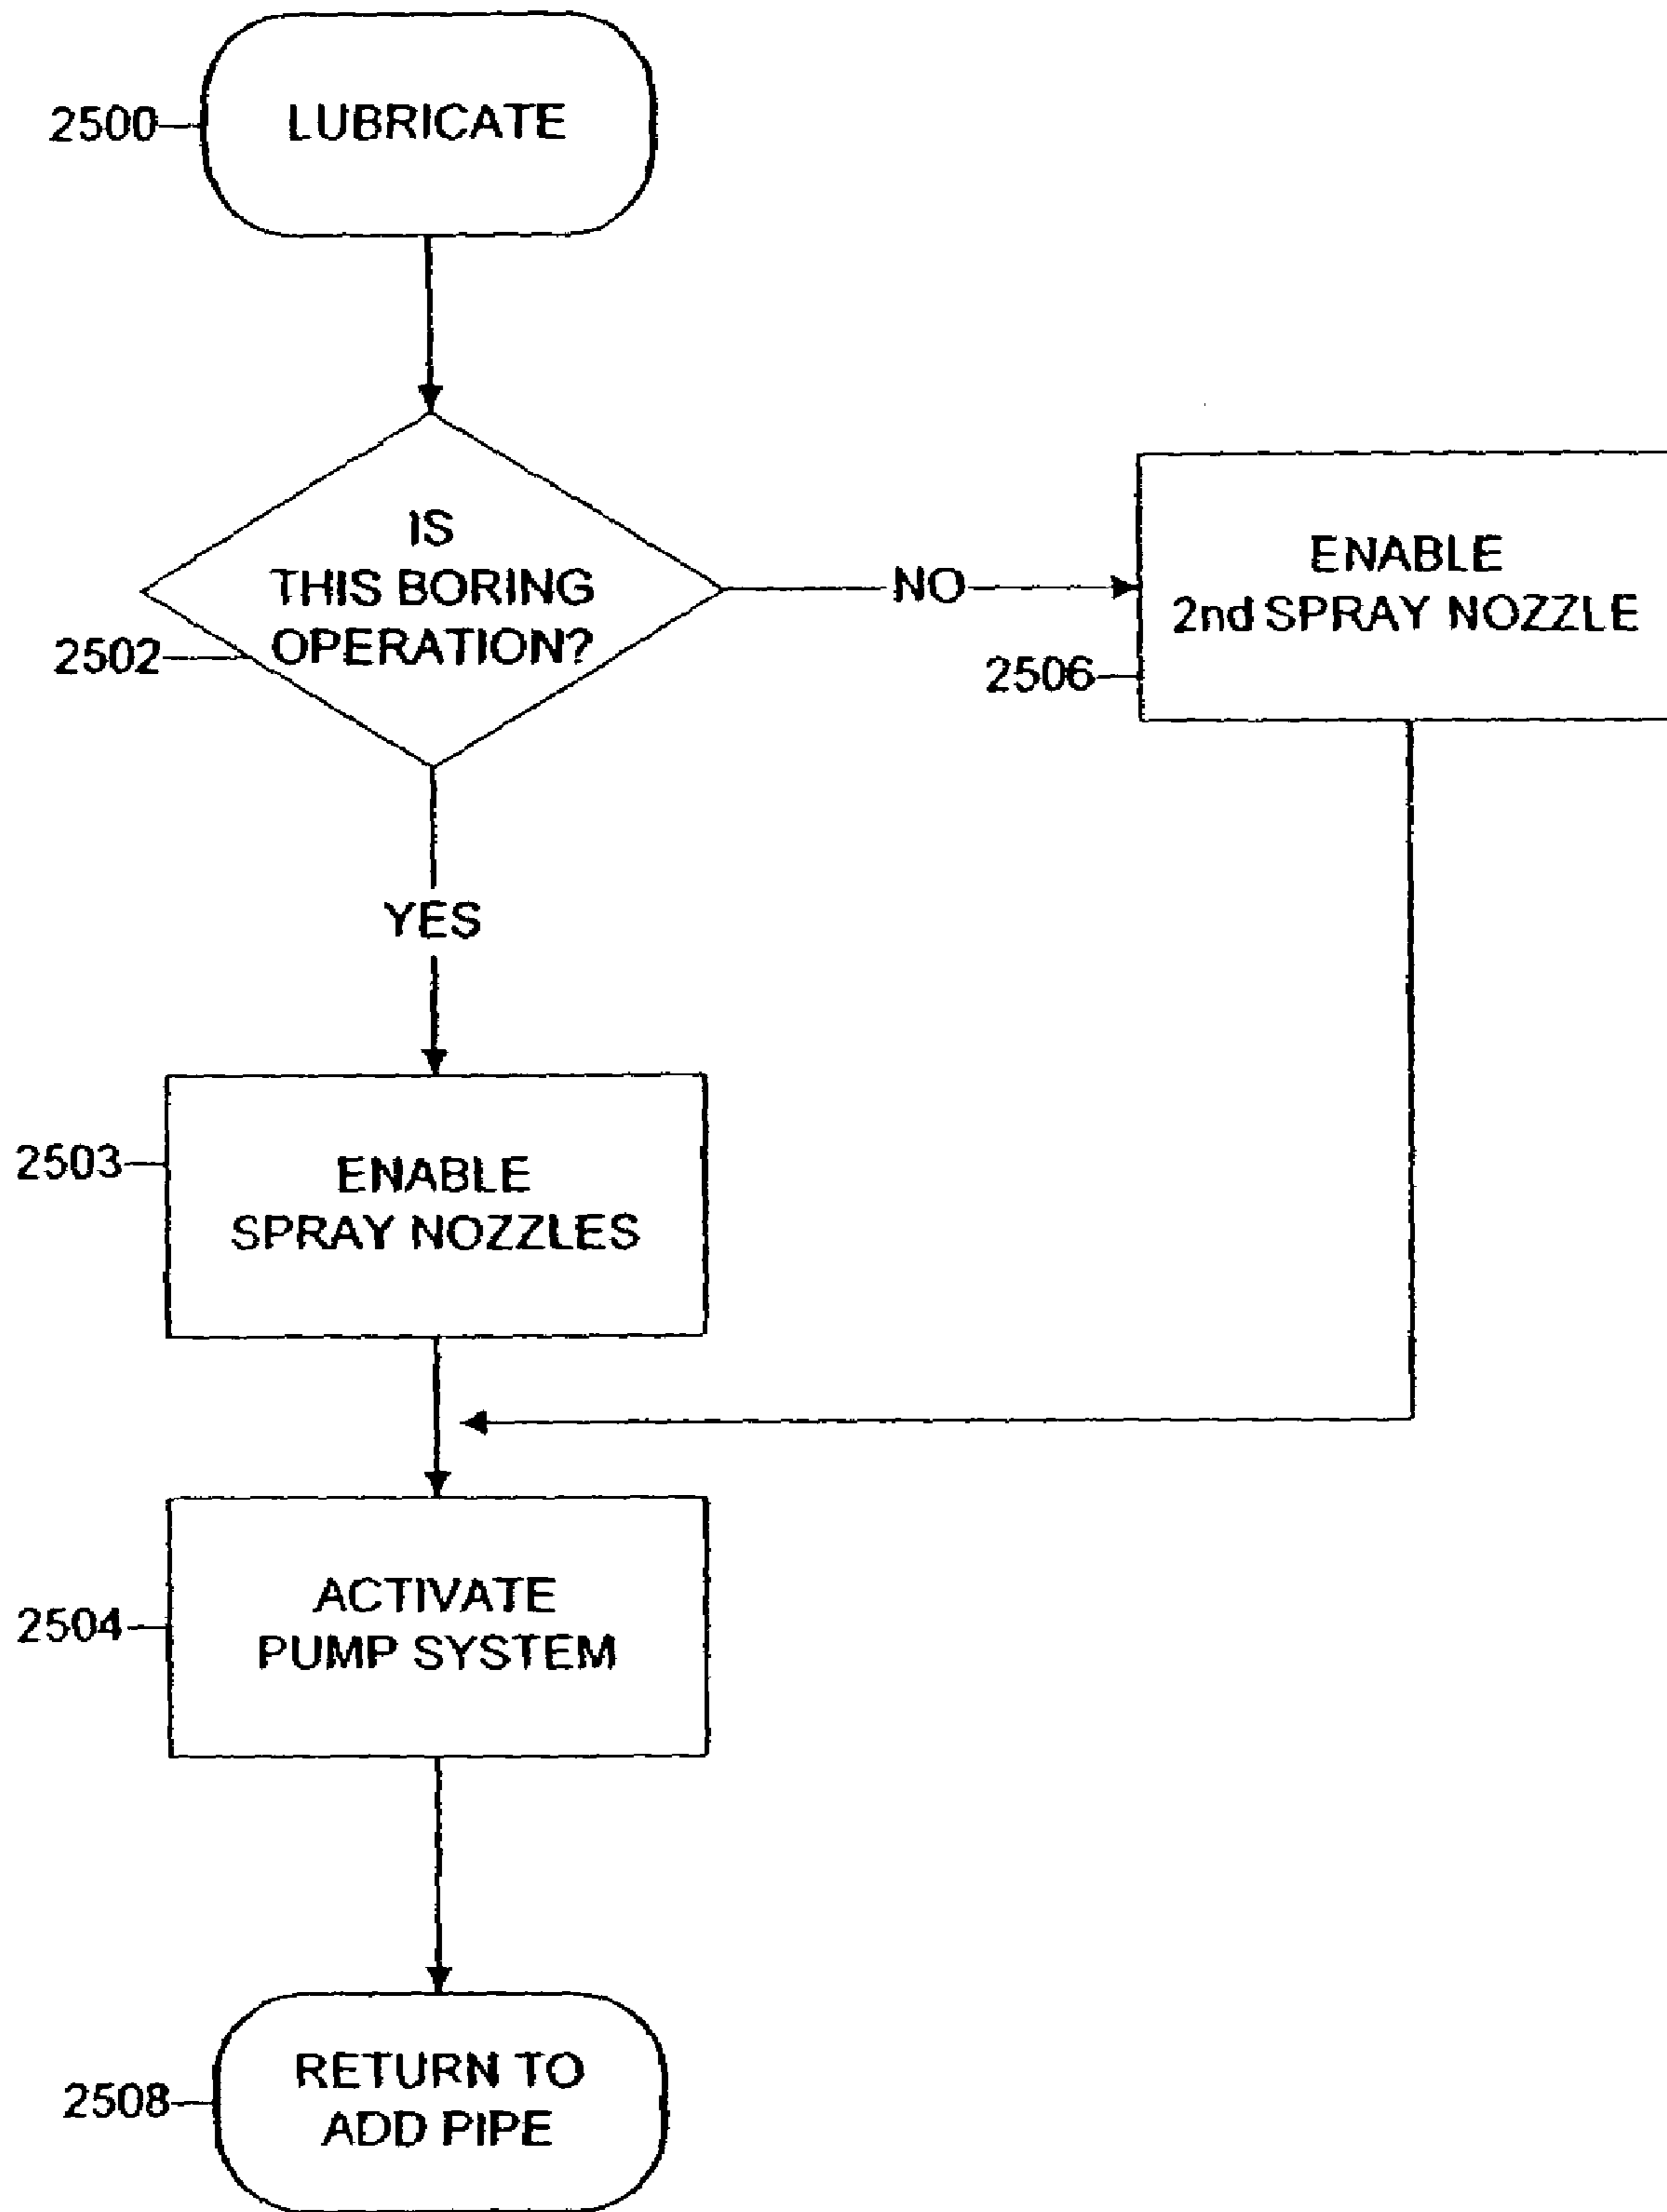 2500
LUBRICATE
IS
THIS BORING
OPERATION?
2502
NO
ENABLE
2nd SPRAY NOZZLE
2506
YES
2503
ENABLE
SPRAY NOZZLES
2504
ACTIVATE
PUMP SYSTEM
2508
RETURN TO
ADD PIPE